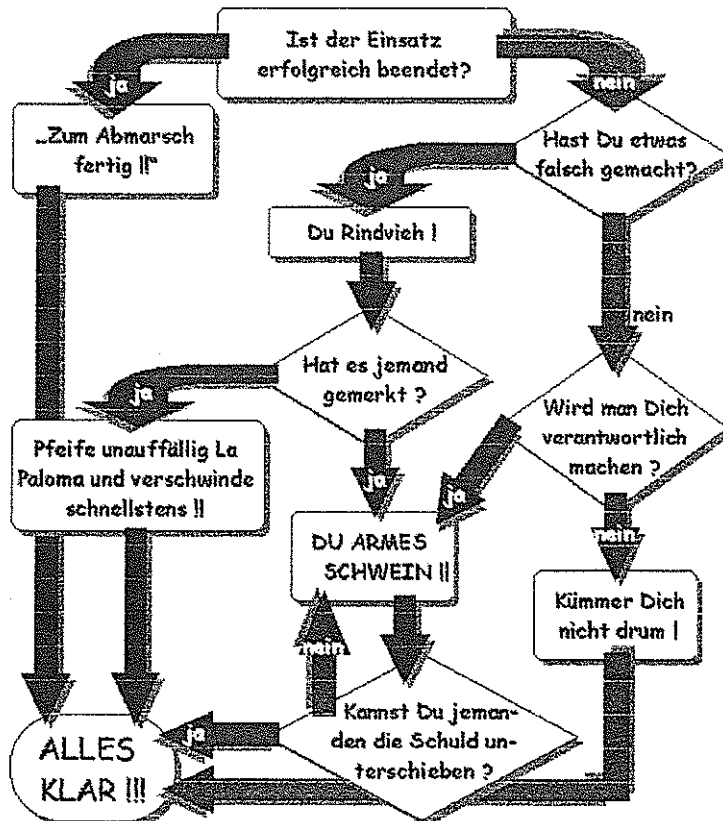 Ist der Einsatz
erfolgreich beendet?
ja
nein
„Zum Abmarsch
fertig !!“
Hast Du etwas
falsch gemacht?
ja
Du Rindvieh !
nein
Hat es jemand
gemerkt ?
ja
Wird man Dich
verantwortlich
machen ?
Pfeife unauffällig La
Paloma und verschwinde
schnellstens !!
ja
ja
nein
DU ARMES
SCHWEIN !!
Kümmer Dich
nicht drum !
nein
Kannst Du jeman-
den die Schuld un-
terschieben ?
ja
ALLES
KLAR !!!